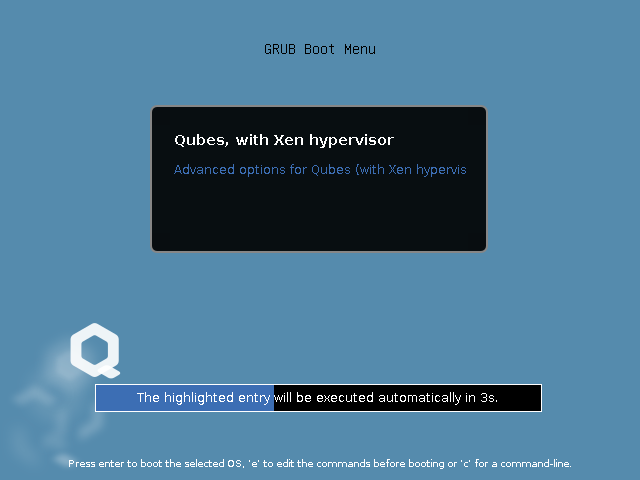 GRUB Boot Menu
Qubes, with Xen hypervisor
Advanced options for Qubes (with Xen hypervis
The highlighted entry will be executed automatically in 3s.
Press enter to boot the selected OS, 'e' to edit the commands before booting or 'c' for a command-line.